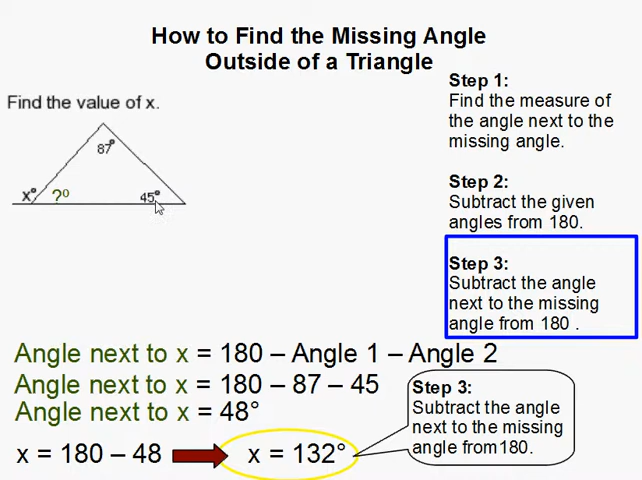 How to Find the Missing Angle
Outside of a Triangle
Find the value of x.
87°
x°
?º
45°
Step 1:
Find the measure of
the angle next to the
missing angle.
Step 2:
Subtract the given
angles from 180.
Step 3:
Subtract the angle
next to the missing
angle from 180 .
Angle next to x = 180 – Angle 1 – Angle 2
Angle next to x = 180 – 87 – 45
Angle next to x = 48°
x = 180 – 48
x = 132°
Step 3:
Subtract the angle
next to the missing
angle from180.